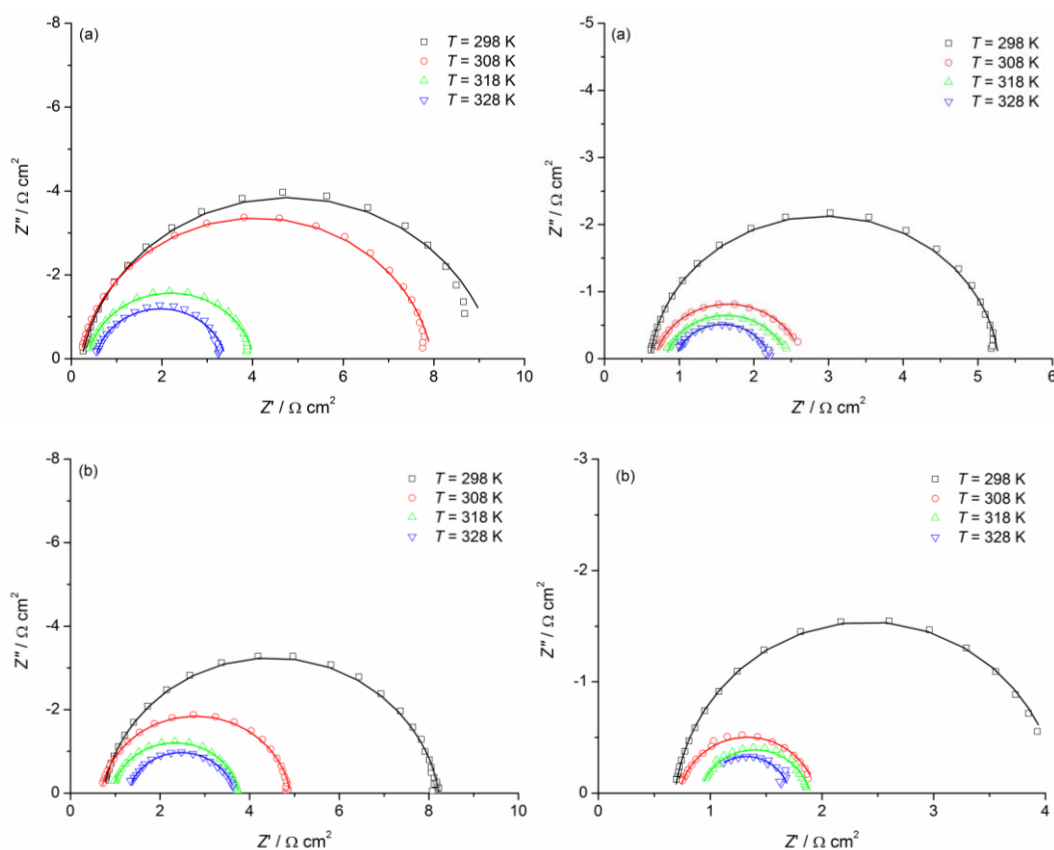 (a)
T = 298 K
T = 308 K
T = 318 K
T = 328 K
-8
-6
-4
-2
0
Z'' / Ω cm²
0
2
4
6
8
10
Z' / Ω cm²
(a)
T = 298 K
T = 308 K
T = 318 K
T = 328 K
-5
-4
-3
-2
-1
0
Z'' / Ω cm²
0
1
2
3
4
5
6
Z' / Ω cm²
(b)
T = 298 K
T = 308 K
T = 318 K
T = 328 K
-8
-6
-4
-2
0
Z'' / Ω cm²
0
2
4
6
8
10
Z' / Ω cm²
(b)
T = 298 K
T = 308 K
T = 318 K
T = 328 K
-3
-2
-1
0
Z'' / Ω cm²
0
1
2
3
4
Z' / Ω cm²